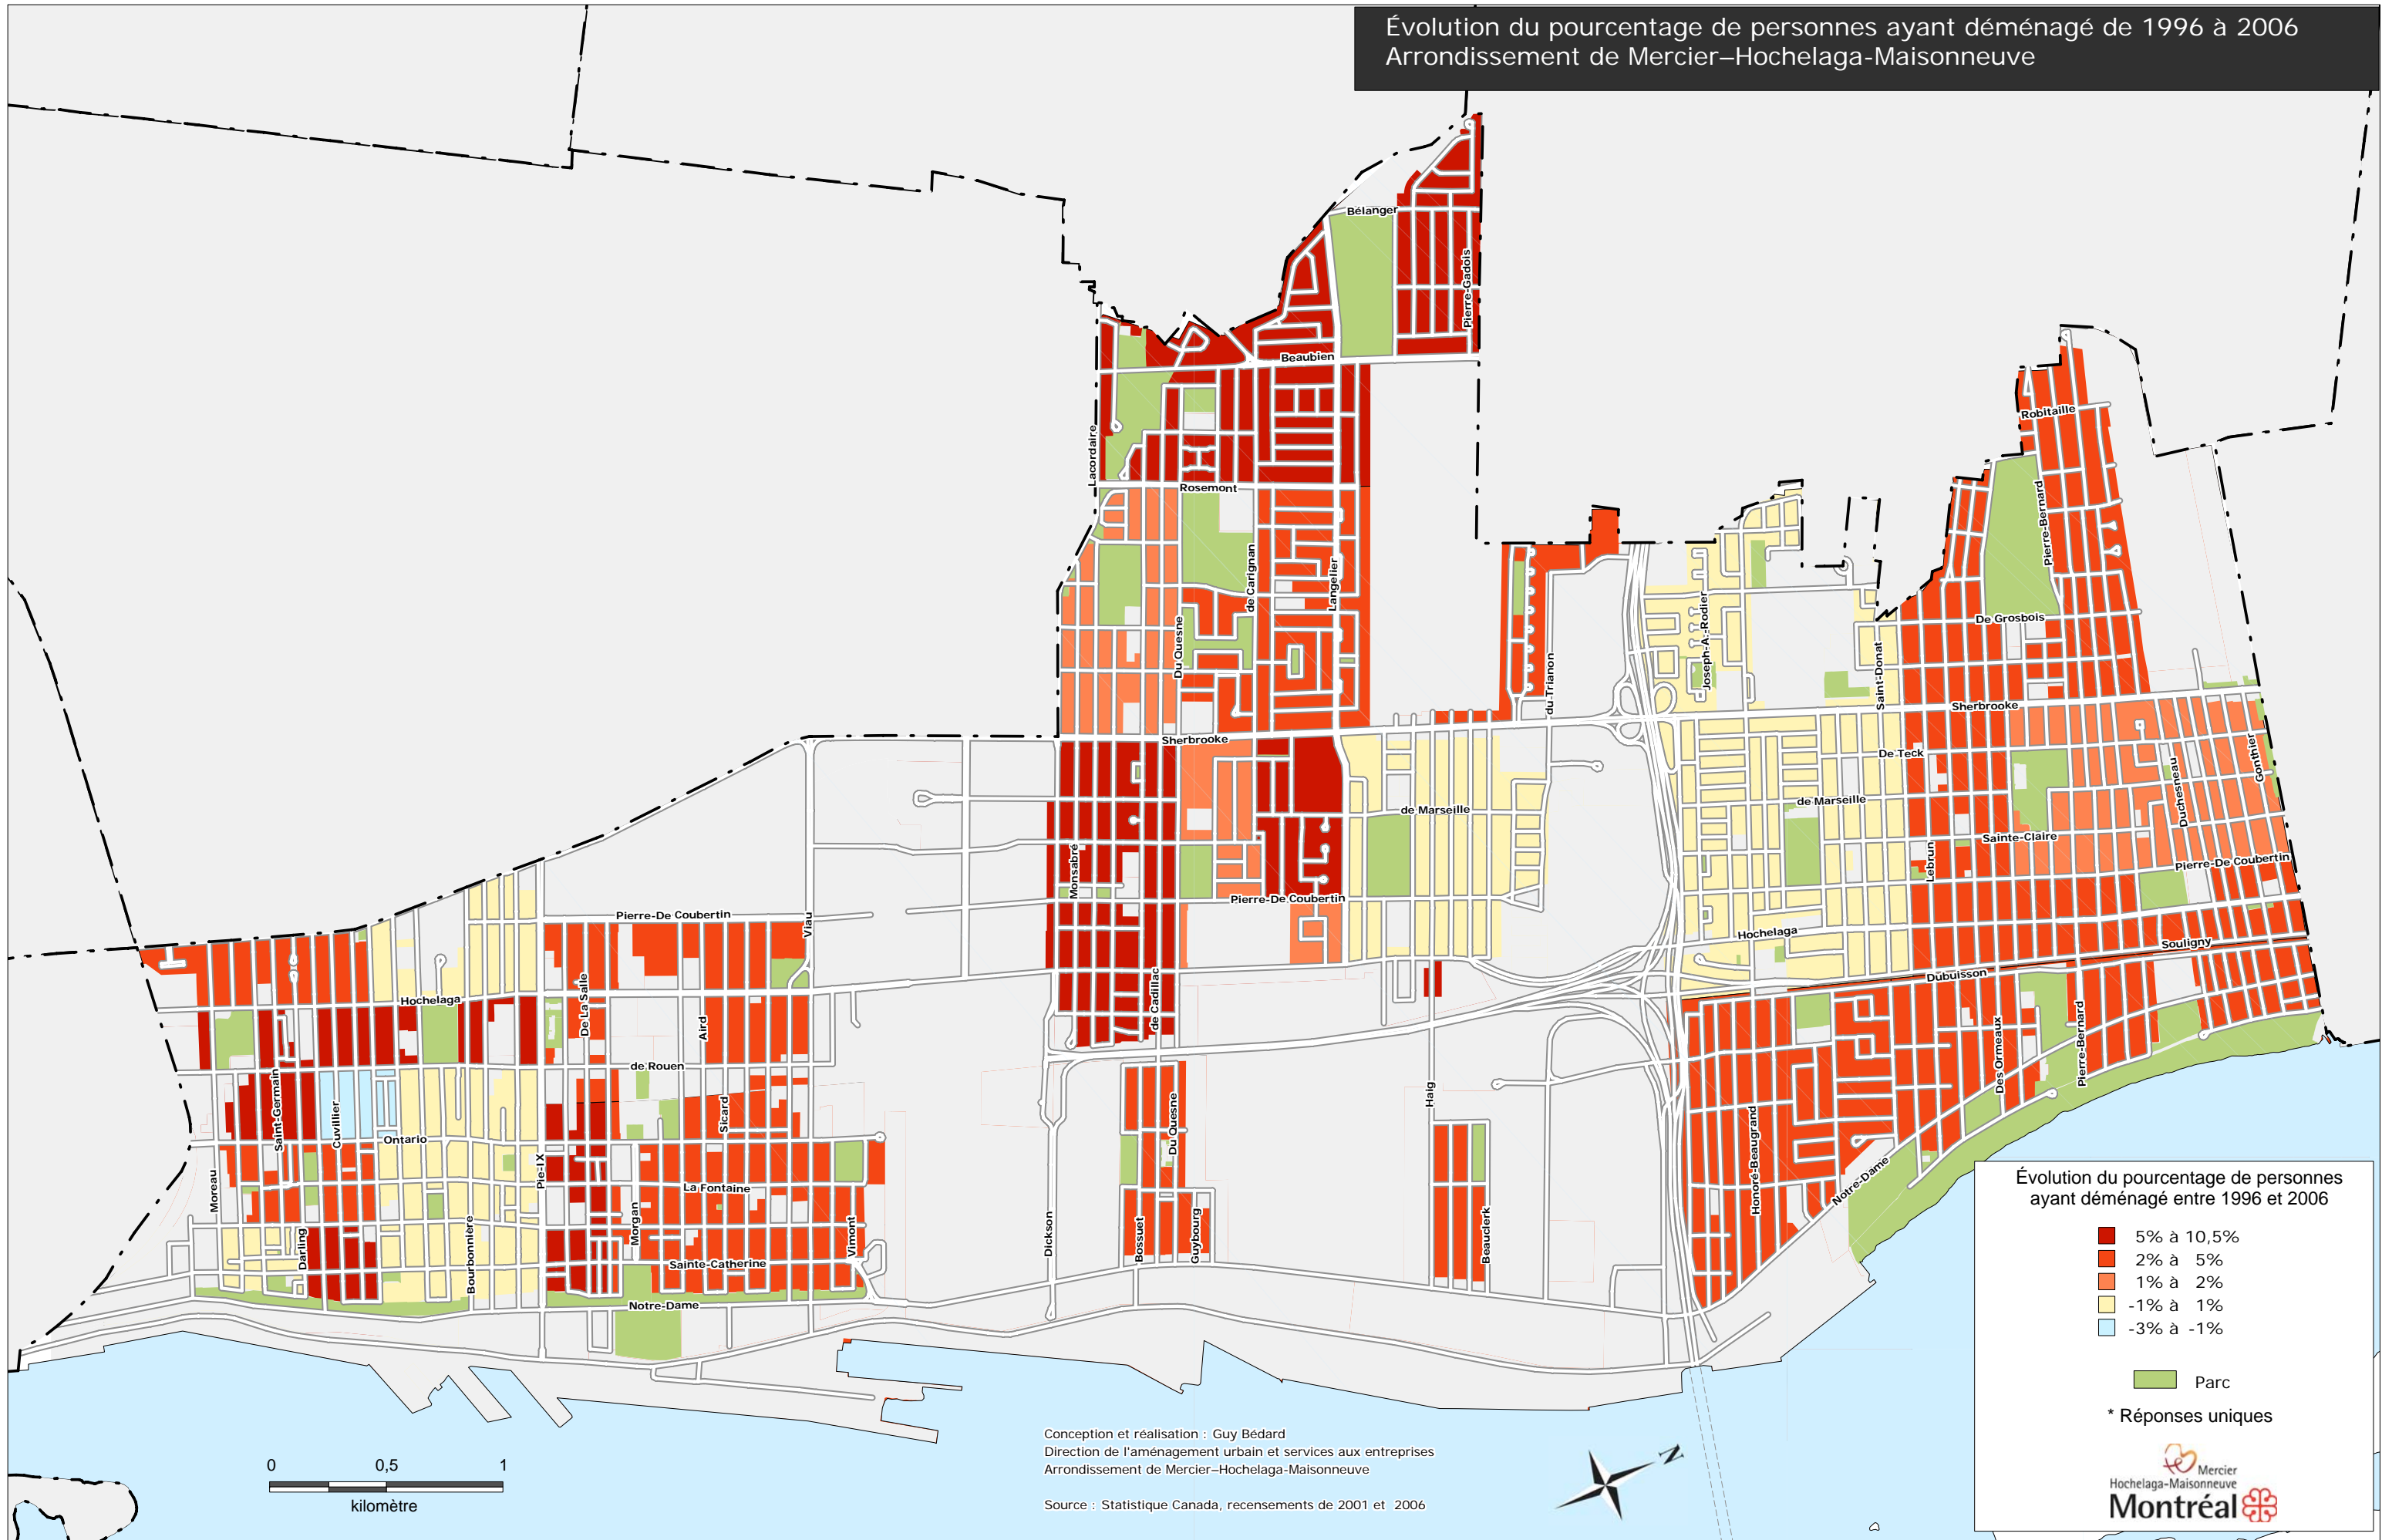 Évolution du pourcentage de personnes ayant déménagé de 1996 à 2006
Arrondissement de Mercier–Hochelaga-Maisonneuve
Bélanger
Pierre-Gadois
Beaubien
Lacordaire
Rosemont
de Carignan
Langelier
Du Quesne
Sherbrooke
du Trianon
Joseph-A.-Rodier
Saint-Donat
Robitaille
Pierre-Bernard
De Grosbois
Sherbrooke
De Teck
de Marseille
de Marseille
Sainte-Claire
Duchesneau
Gonthier
Lebrun
Pierre-De Coubertin
Monsabré
Pierre-De Coubertin
Pierre-De Coubertin
Viau
Hochelaga
Souligny
Dubuisson
Hochelaga
De La Salle
Aird
de Cadillac
de Rouen
Des Ormeaux
Pierre-Bernard
Saint-Germain
Cuvillier
Ontario
Sicard
Du Quesne
Haig
Honoré-Beaugrand
Moreau
Pie-IX
La Fontaine
Notre-Dame
Darling
Bourbonnière
Morgan
Vimont
Dickson
Bossuet
Guybourg
Beauclerk
Sainte-Catherine
Notre-Dame
Évolution du pourcentage de personnes
ayant déménagé entre 1996 et 2006
5% à 10,5%
2% à 5%
1% à 2%
-1% à 1%
-3% à -1%
Parc
* Réponses uniques
Mercier
Hochelaga-Maisonneuve
Montréal
0 0,5 1
kilomètre
Conception et réalisation : Guy Bédard
Direction de l'aménagement urbain et services aux entreprises
Arrondissement de Mercier–Hochelaga-Maisonneuve
Source : Statistique Canada, recensements de 2001 et 2006
N